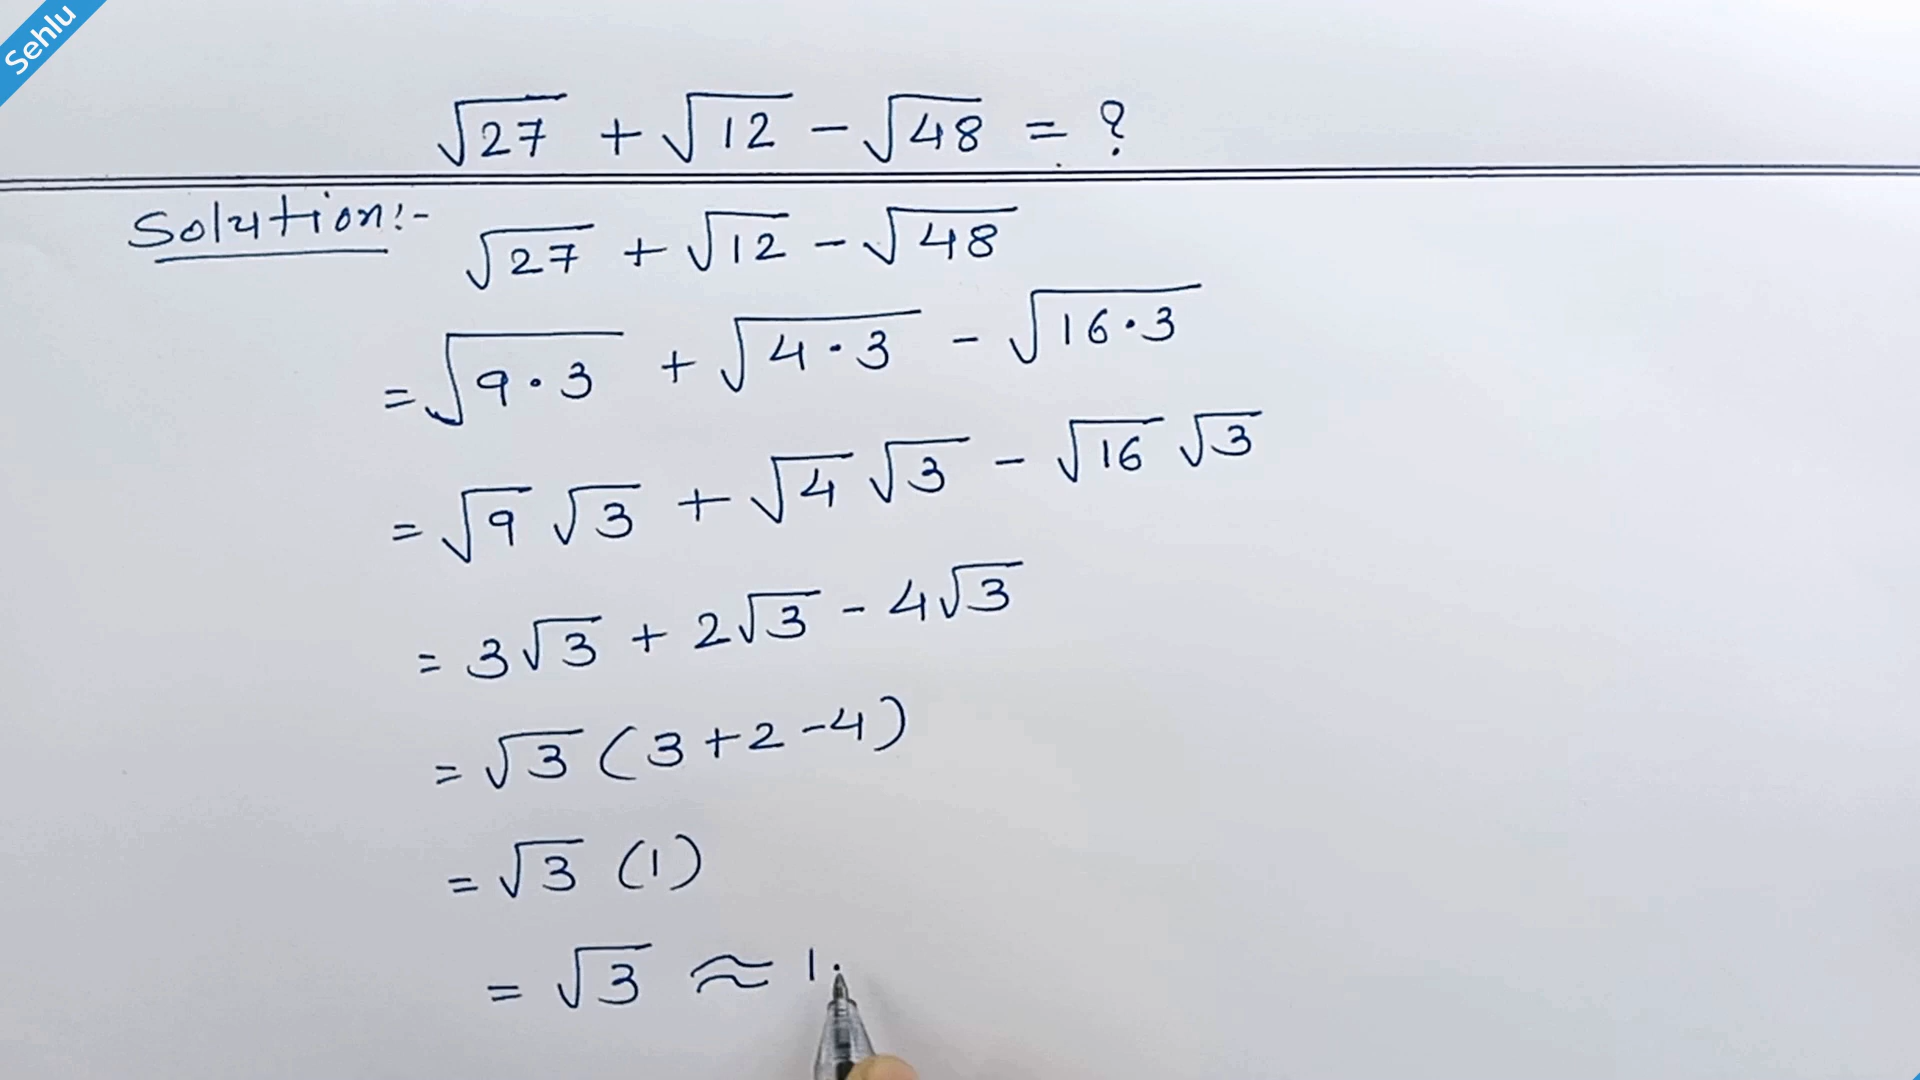 Sehlu
√27 + √12 - √48 = ?
Solution:- √27 + √12 - √48
= √9·3 + √4·3 - √16·3
= √9 √3 + √4 √3 - √16 √3
= 3√3 + 2√3 - 4√3
= √3 (3+2-4)
= √3 (1)
= √3 ≈ 1.